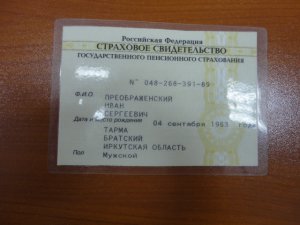 Российская Федерация
СТРАХОВОЕ СВИДЕТЕЛЬСТВО
ГОСУДАРСТВЕННОГО ПЕНСИОННОГО СТРАХОВАНИЯ
N° 048-268-391-89
Ф.И.О. ПРЕОБРАЖЕНСКИЙ
ИВАН
СЕРГЕЕВИЧ
Дата и место рождения 04 сентября 1963 года
ТАРМА
БРАТСКИЙ
ИРКУТСКАЯ ОБЛАСТЬ
Пол Мужской